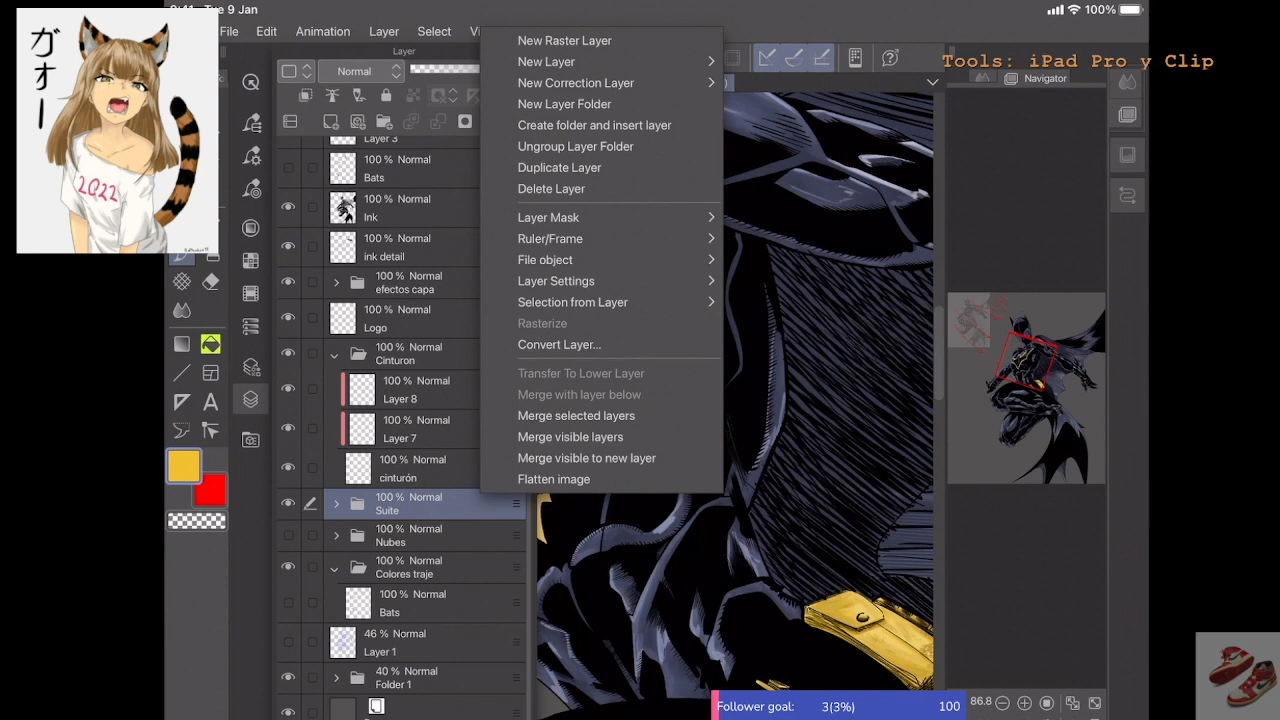 9:41 Tue 9 Jan
100%
File Edit Animation Layer Select Vi
Layer
Normal
Tools: iPad Pro y Clip
Navigator
ガオー
2022
Layer 3
100 % Normal
Bats
100 % Normal
Ink
100 % Normal
ink detail
100 % Normal
efectos capa
100 % Normal
Logo
100 % Normal
Cinturon
100 % Normal
Layer 8
100 % Normal
Layer 7
100 % Normal
cinturón
100 % Normal
Suite
100 % Normal
Nubes
100 % Normal
Colores traje
100 % Normal
Bats
46 % Normal
Layer 1
40 % Normal
Folder 1
New Raster Layer
New Layer
New Correction Layer
New Layer Folder
Create folder and insert layer
Ungroup Layer Folder
Duplicate Layer
Delete Layer
Layer Mask
Ruler/Frame
File object
Layer Settings
Selection from Layer
Rasterize
Convert Layer...
Transfer To Lower Layer
Merge with layer below
Merge selected layers
Merge visible layers
Merge visible to new layer
Flatten image
86.8
Follower goal: 3(3%) 100